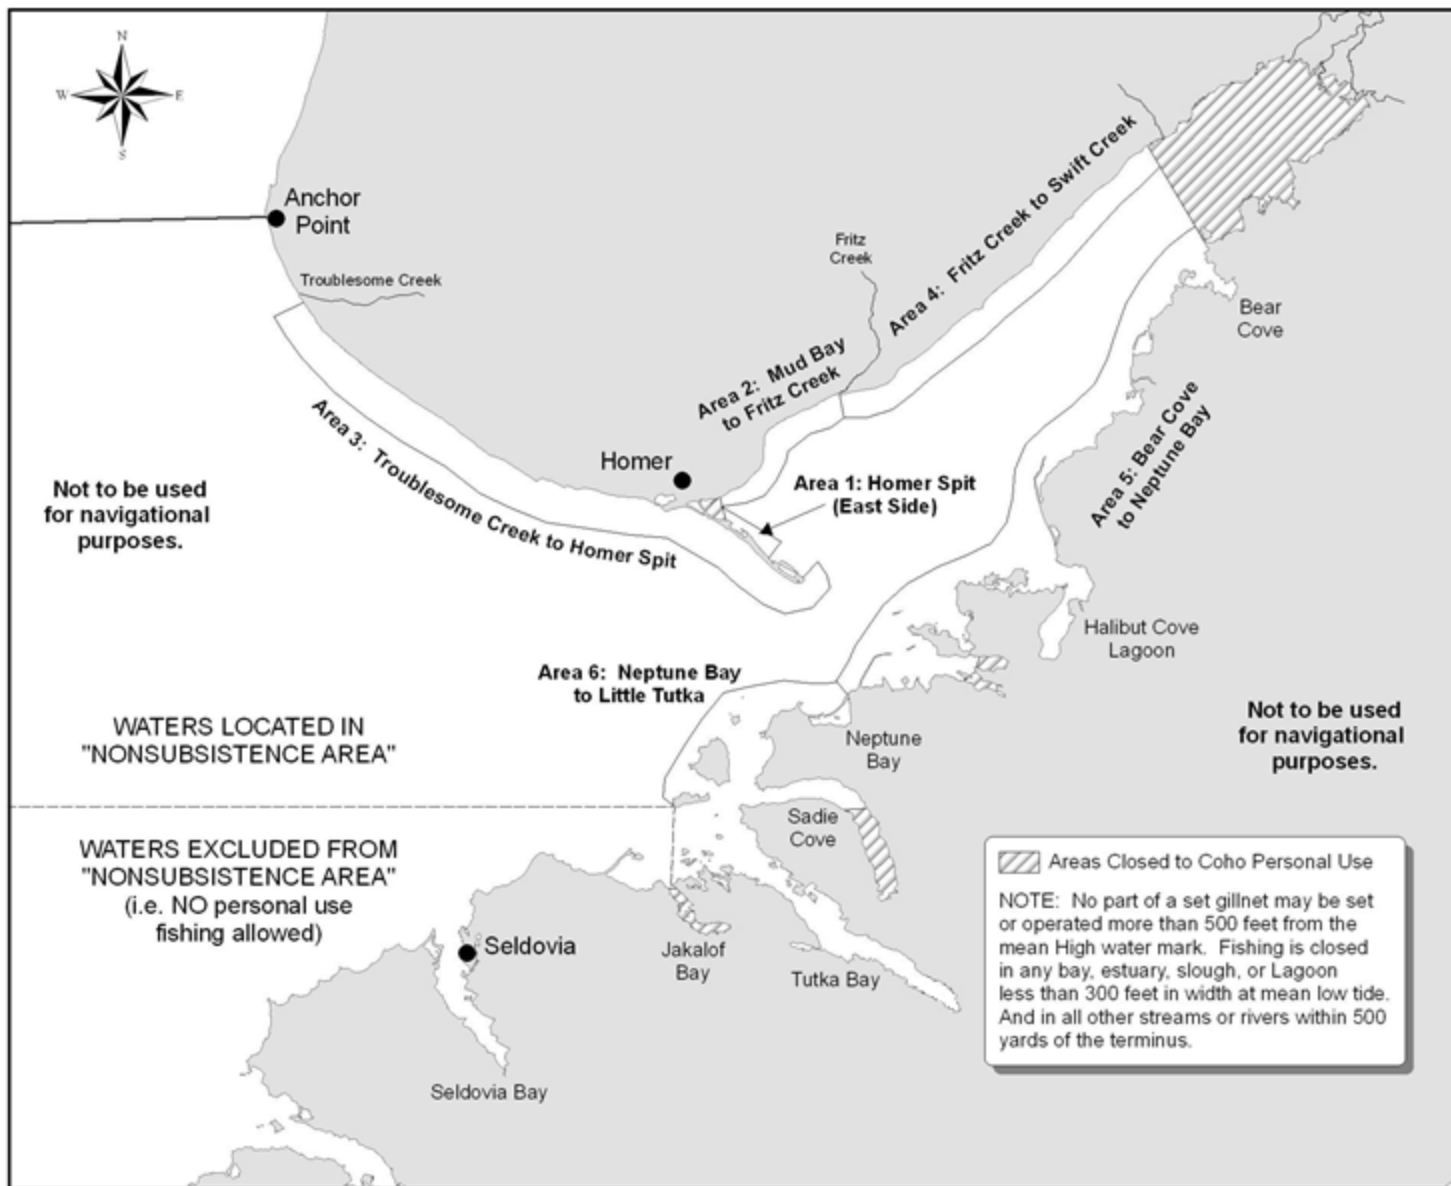 N
W
E
S
Anchor
Point
Troublesome Creek
Fritz
Creek
Area 4: Fritz Creek to Swift Creek
Bear
Cove
Area 2: Mud Bay
to Fritz Creek
Area 3: Troublesome Creek to Homer Spit
Homer
Area 1: Homer Spit
(East Side)
Area 5: Bear Cove
to Neptune Bay
Not to be used
for navigational
purposes.
Halibut Cove
Lagoon
Area 6: Neptune Bay
to Little Tutka
WATERS LOCATED IN
"NONSUBSISTENCE AREA"
Neptune
Bay
Not to be used
for navigational
purposes.
Sadie
Cove
WATERS EXCLUDED FROM
"NONSUBSISTENCE AREA"
(i.e. NO personal use
fishing allowed)
Seldovia
Jakalof
Bay
Tutka Bay
Seldovia Bay
Areas Closed to Coho Personal Use
NOTE: No part of a set gillnet may be set
or operated more than 500 feet from the
mean High water mark. Fishing is closed
in any bay, estuary, slough, or Lagoon
less than 300 feet in width at mean low tide.
And in all other streams or rivers within 500
yards of the terminus.